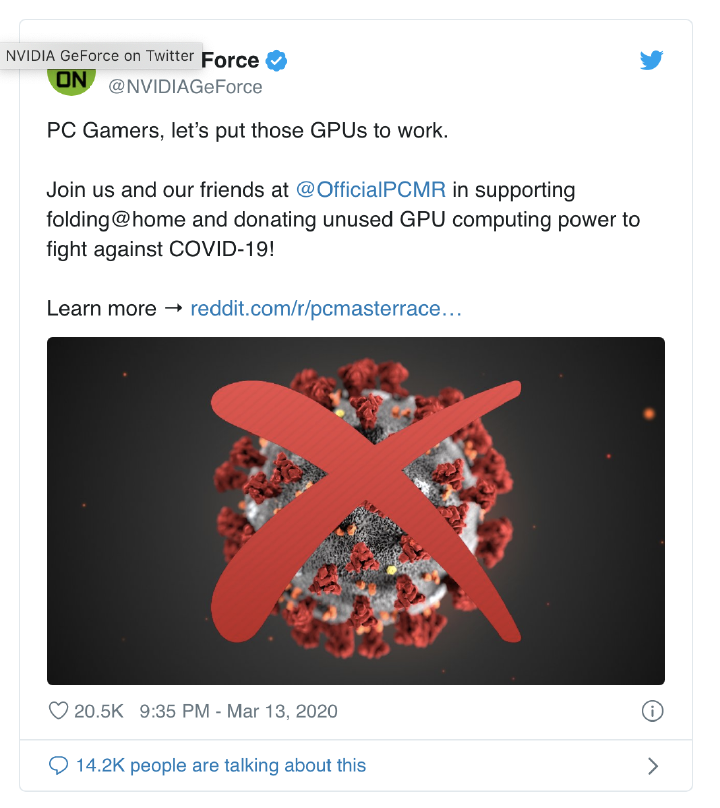 NVIDIA GeForce on Twitter
Force
ON
@NVIDIAGeForce
PC Gamers, let’s put those GPUs to work.
Join us and our friends at @OfficialPCMR in supporting
folding@home and donating unused GPU computing power to
fight against COVID-19!
Learn more → reddit.com/r/pcmasterrace…
20.5K 9:35 PM - Mar 13, 2020
14.2K people are talking about this